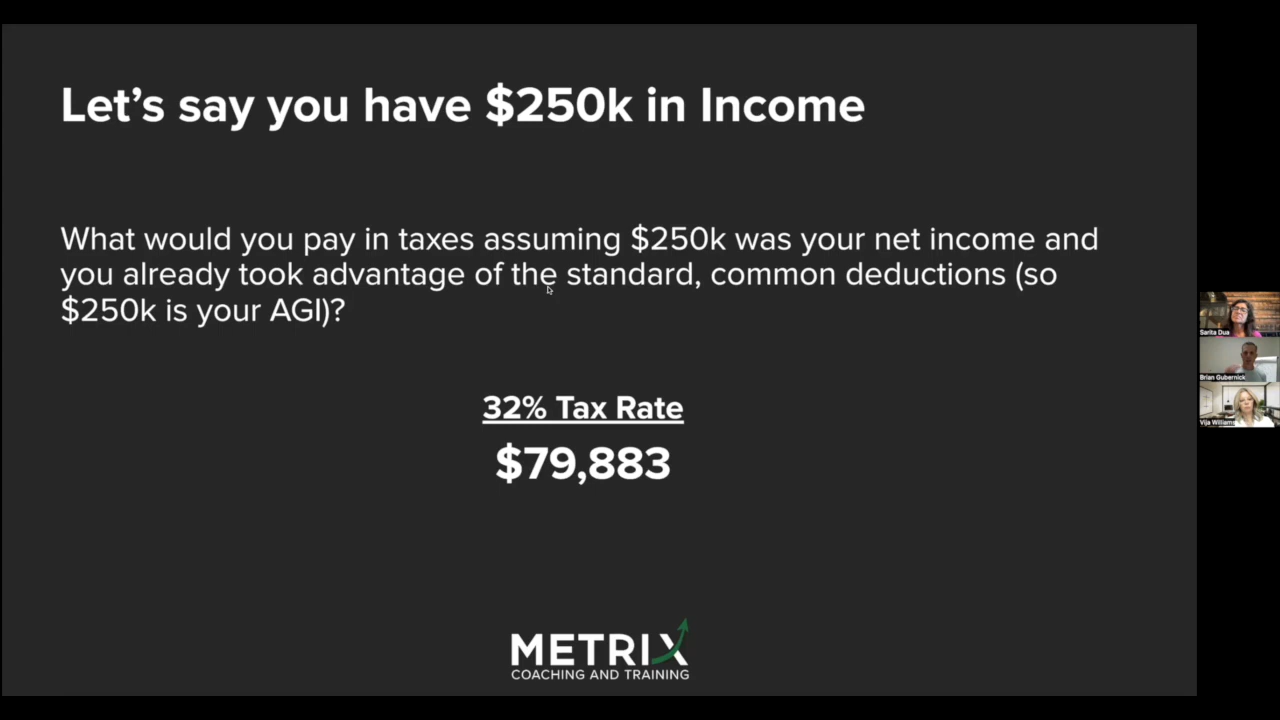 Let's say you have $250k in Income
What would you pay in taxes assuming $250k was your net income and
you already took advantage of the standard, common deductions (so
$250k is your AGI)?
32% Tax Rate
$79,883
METRIX
COACHING AND TRAINING
Sarita Dua
Brian Gubernick
Vija Williams